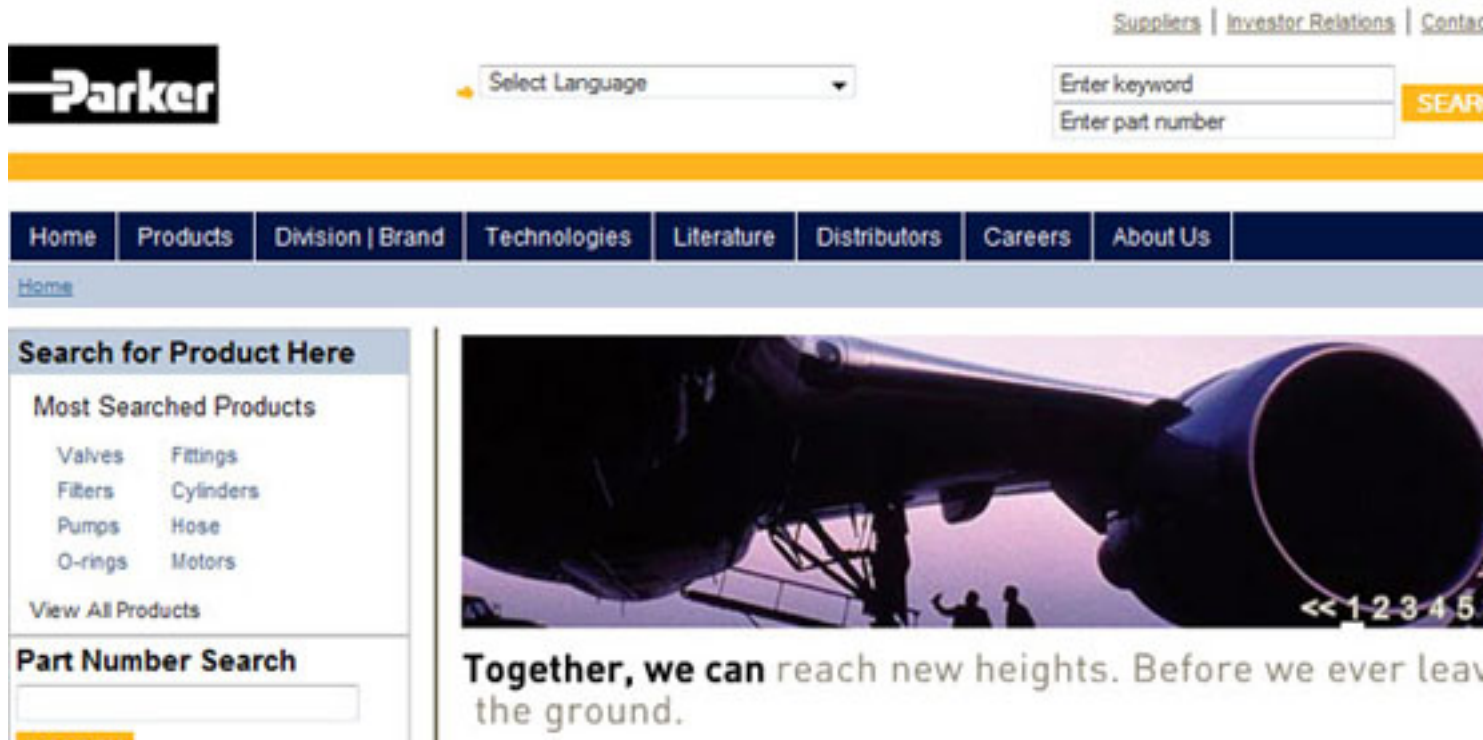 Suppliers | Investor Relations |
Parker
Select Language
Enter keyword
Enter part number
Home
Products
Division | Brand
Technologies
Literature
Distributors
Careers
About Us
Home
Search for Product Here
Most Searched Products
Valves Fittings
Filters Cylinders
Pumps Hose
O-rings Motors
View All Products
Part Number Search
<< 1 2 3 4 5
Together, we can reach new heights. Before we ever
the ground.